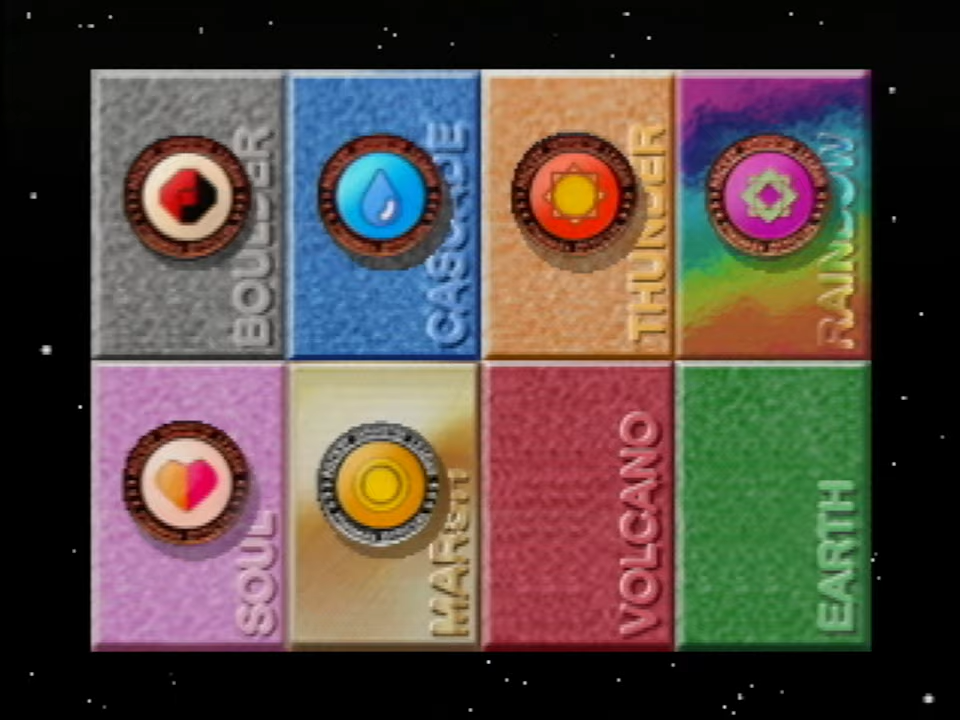 BOULDER
CASCADE
THUNDER
RAINBOW
SOUL
MARSH
VOLCANO
EARTH